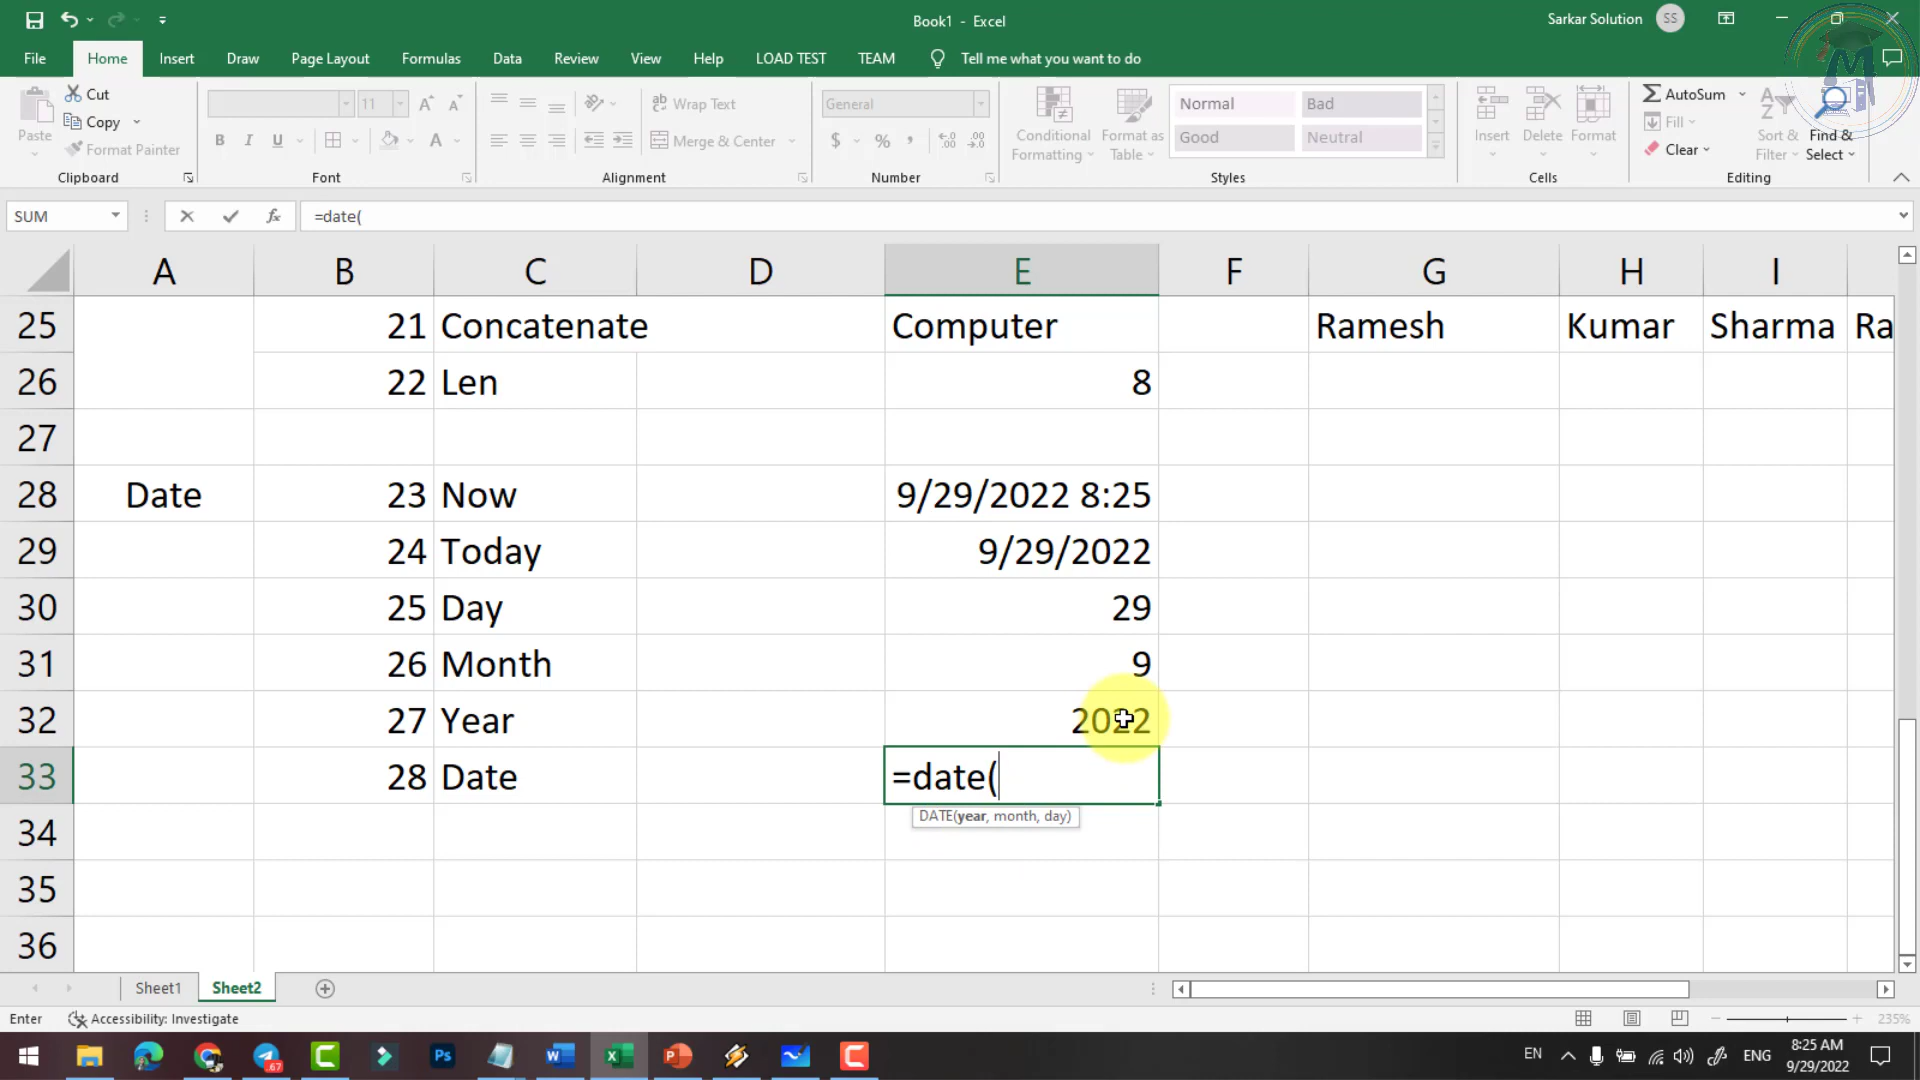 Book1 - Excel
Sarkar Solution
SS
File Home Insert Draw Page Layout Formulas Data Review View Help LOAD TEST TEAM Tell me what you want to do
Paste
Cut
Copy
Format Painter
Clipboard
11
B I U
Font
Wrap Text
Merge & Center
Alignment
General
$ % ,
Number
Conditional Formatting
Format as Table
Normal Bad
Good Neutral
Styles
Insert Delete Format
Cells
AutoSum
Fill
Clear
Sort & Filter
Find & Select
Editing
SUM
fx
=date(
A B C D E F G H I
25 21 Concatenate Computer Ramesh Kumar Sharma Ra
26 22 Len 8
27
28 Date 23 Now 9/29/2022 8:25
29 24 Today 9/29/2022
30 25 Day 29
31 26 Month 9
32 27 Year 2022
33 28 Date =date(
DATE(year, month, day)
34
35
36
Sheet1 Sheet2
Enter Accessibility: Investigate
235%
67
Ps
EN ENG
8:25 AM
9/29/2022